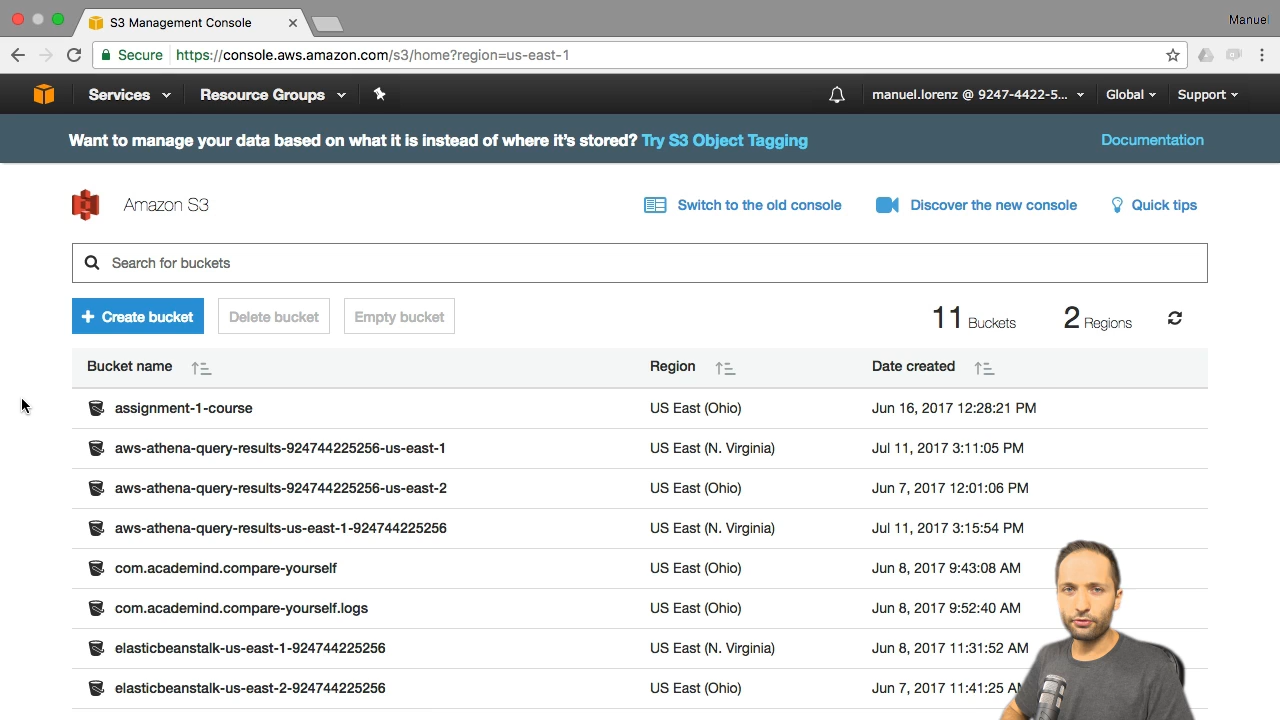 S3 Management Console
Manuel
Secure https://console.aws.amazon.com/s3/home?region=us-east-1
Services Resource Groups manuel.lorenz @ 9247-4422-5... Global Support
Want to manage your data based on what it is instead of where it's stored? Try S3 Object Tagging Documentation
Amazon S3 Switch to the old console Discover the new console Quick tips
Search for buckets
Create bucket Delete bucket Empty bucket 11 Buckets 2 Regions
Bucket name Region Date created
assignment-1-course US East (Ohio) Jun 16, 2017 12:28:21 PM
aws-athena-query-results-924744225256-us-east-1 US East (N. Virginia) Jul 11, 2017 3:11:05 PM
aws-athena-query-results-924744225256-us-east-2 US East (Ohio) Jun 7, 2017 12:01:06 PM
aws-athena-query-results-us-east-1-924744225256 US East (N. Virginia) Jul 11, 2017 3:15:54 PM
com.academind.compare-yourself US East (Ohio) Jun 8, 2017 9:43:08 AM
com.academind.compare-yourself.logs US East (Ohio) Jun 8, 2017 9:52:40 AM
elasticbeanstalk-us-east-1-924744225256 US East (N. Virginia) Jun 8, 2017 11:31:52 AM
elasticbeanstalk-us-east-2-924744225256 US East (Ohio) Jun 7, 2017 11:41:25 AM